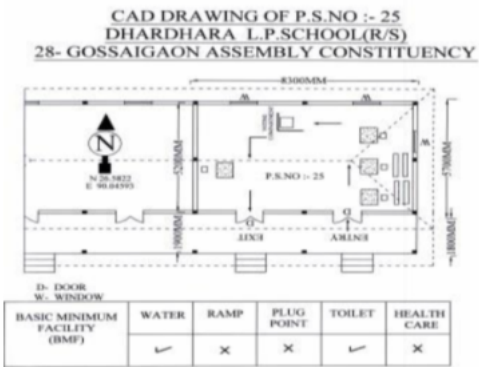 CAD DRAWING OF P.S.NO :- 25
DHARDHARA L.P.SCHOOL(R/S)
28- GOSSAIGAON ASSEMBLY CONSTITUENCY
8300MM
W
W
W
N
N 26.5822
E 90.04593
P.S.NO :- 25
D
EXIT
D
ENTRY
D- DOOR
W- WINDOW
BASIC MINIMUM FACILITY (BMF) WATER RAMP PLUG POINT TOILET HEALTH CARE
✓ × × ✓ ×